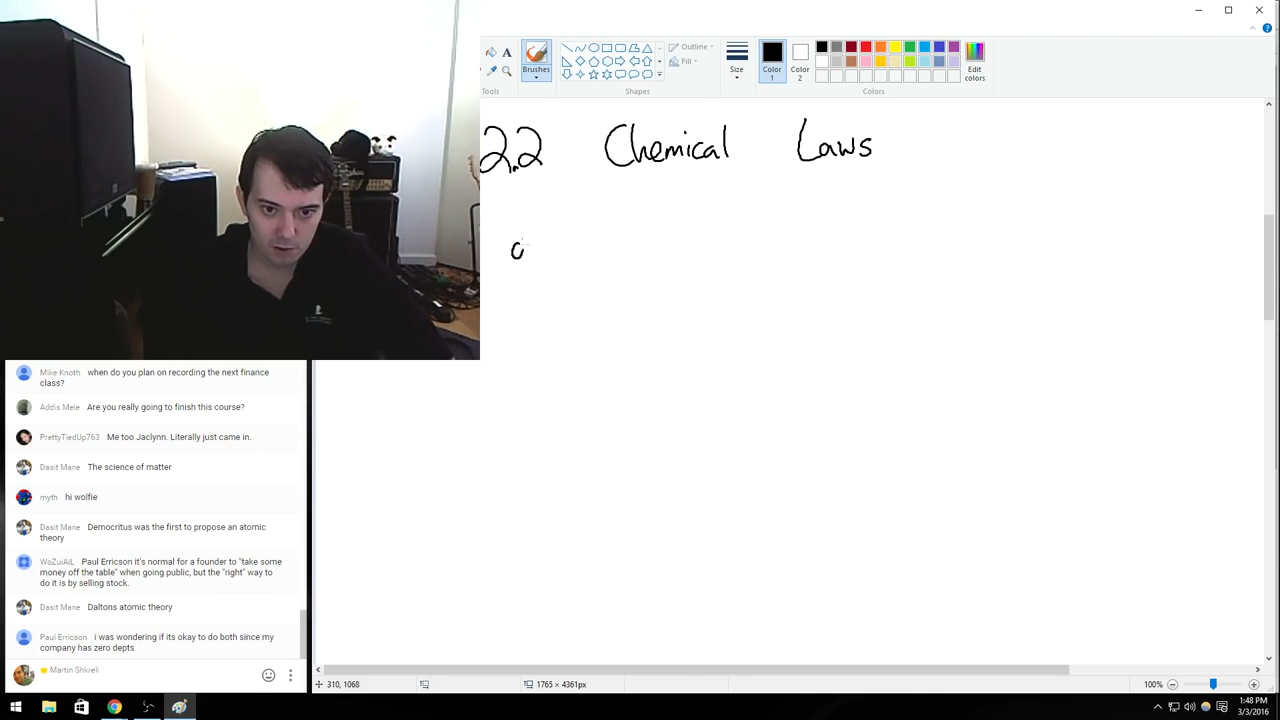 Tools
Brushes
Shapes
Outline
Fill
Size
Color 1
Color 2
Edit colors
Colors
2.2 Chemical Laws
a
Mike Knoth when do you plan on recording the next finance
class?
Addis Mele Are you really going to finish this course?
PrettyTiedUp763 Me too Jaclynn. Literally just came in.
Dasit Mane The science of matter
myth hi wolfie
Dasit Mane Democritus was the first to propose an atomic
theory
WoZuiAiL Paul Erricson it's normal for a founder to "take some
money off the table" when going public, but the "right" way to
do it is by selling stock.
Dasit Mane Daltons atomic theory
Paul Erricson i was wondering if its okay to do both since my
company has zero depts
Martin Shkreli
310, 1068
1765 × 4361px
100%
1:48 PM
3/3/2016